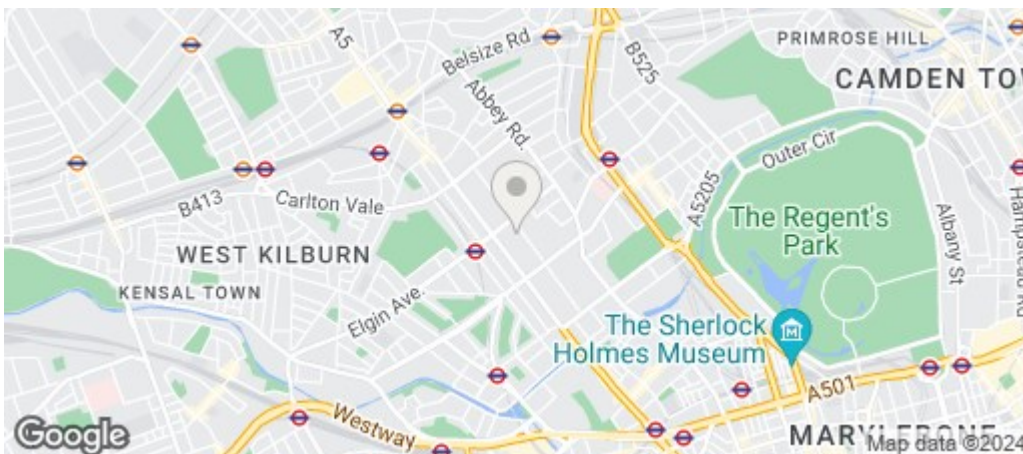 A5
Belsize Rd
B525
PRIMROSE HILL
CAMDEN TO
Abbey Rd.
Outer Cir
B413
Carlton Vale
A5205
The Regent's
Park
Albany St
Hampstead Rd
WEST KILBURN
KENSAL TOWN
Elgin Ave.
The Sherlock
Holmes Museum
M
A501
Westway
Google
MARYLEBONE
Map data ©2024